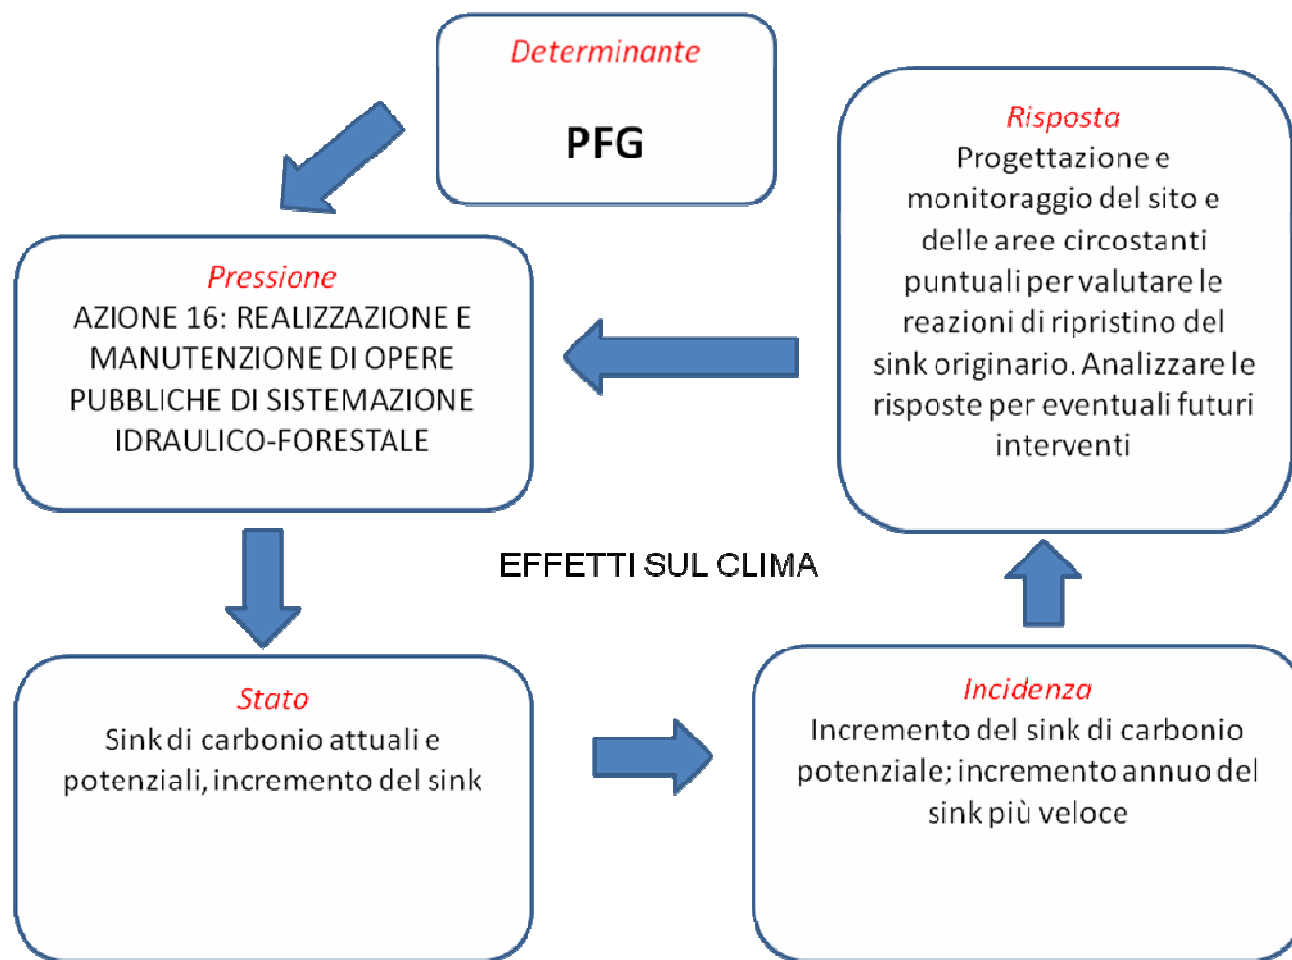 Determinante
PFG
Pressione
AZIONE 16: REALIZZAZIONE E
MANUTENZIONE DI OPERE
PUBBLICHE DI SISTEMAZIONE
IDRAULICO-FORESTALE
Risposta
Progettazione e
monitoraggio del sito e
delle aree circostanti
puntuali per valutare le
reazioni di ripristino del
sink originario. Analizzare le
risposte per eventuali futuri
interventi
EFFETTI SUL CLIMA
Stato
Sink di carbonio attuali e
potenziali, incremento del sink
Incidenza
Incremento del sink di carbonio
potenziale; incremento annuo del
sink più veloce